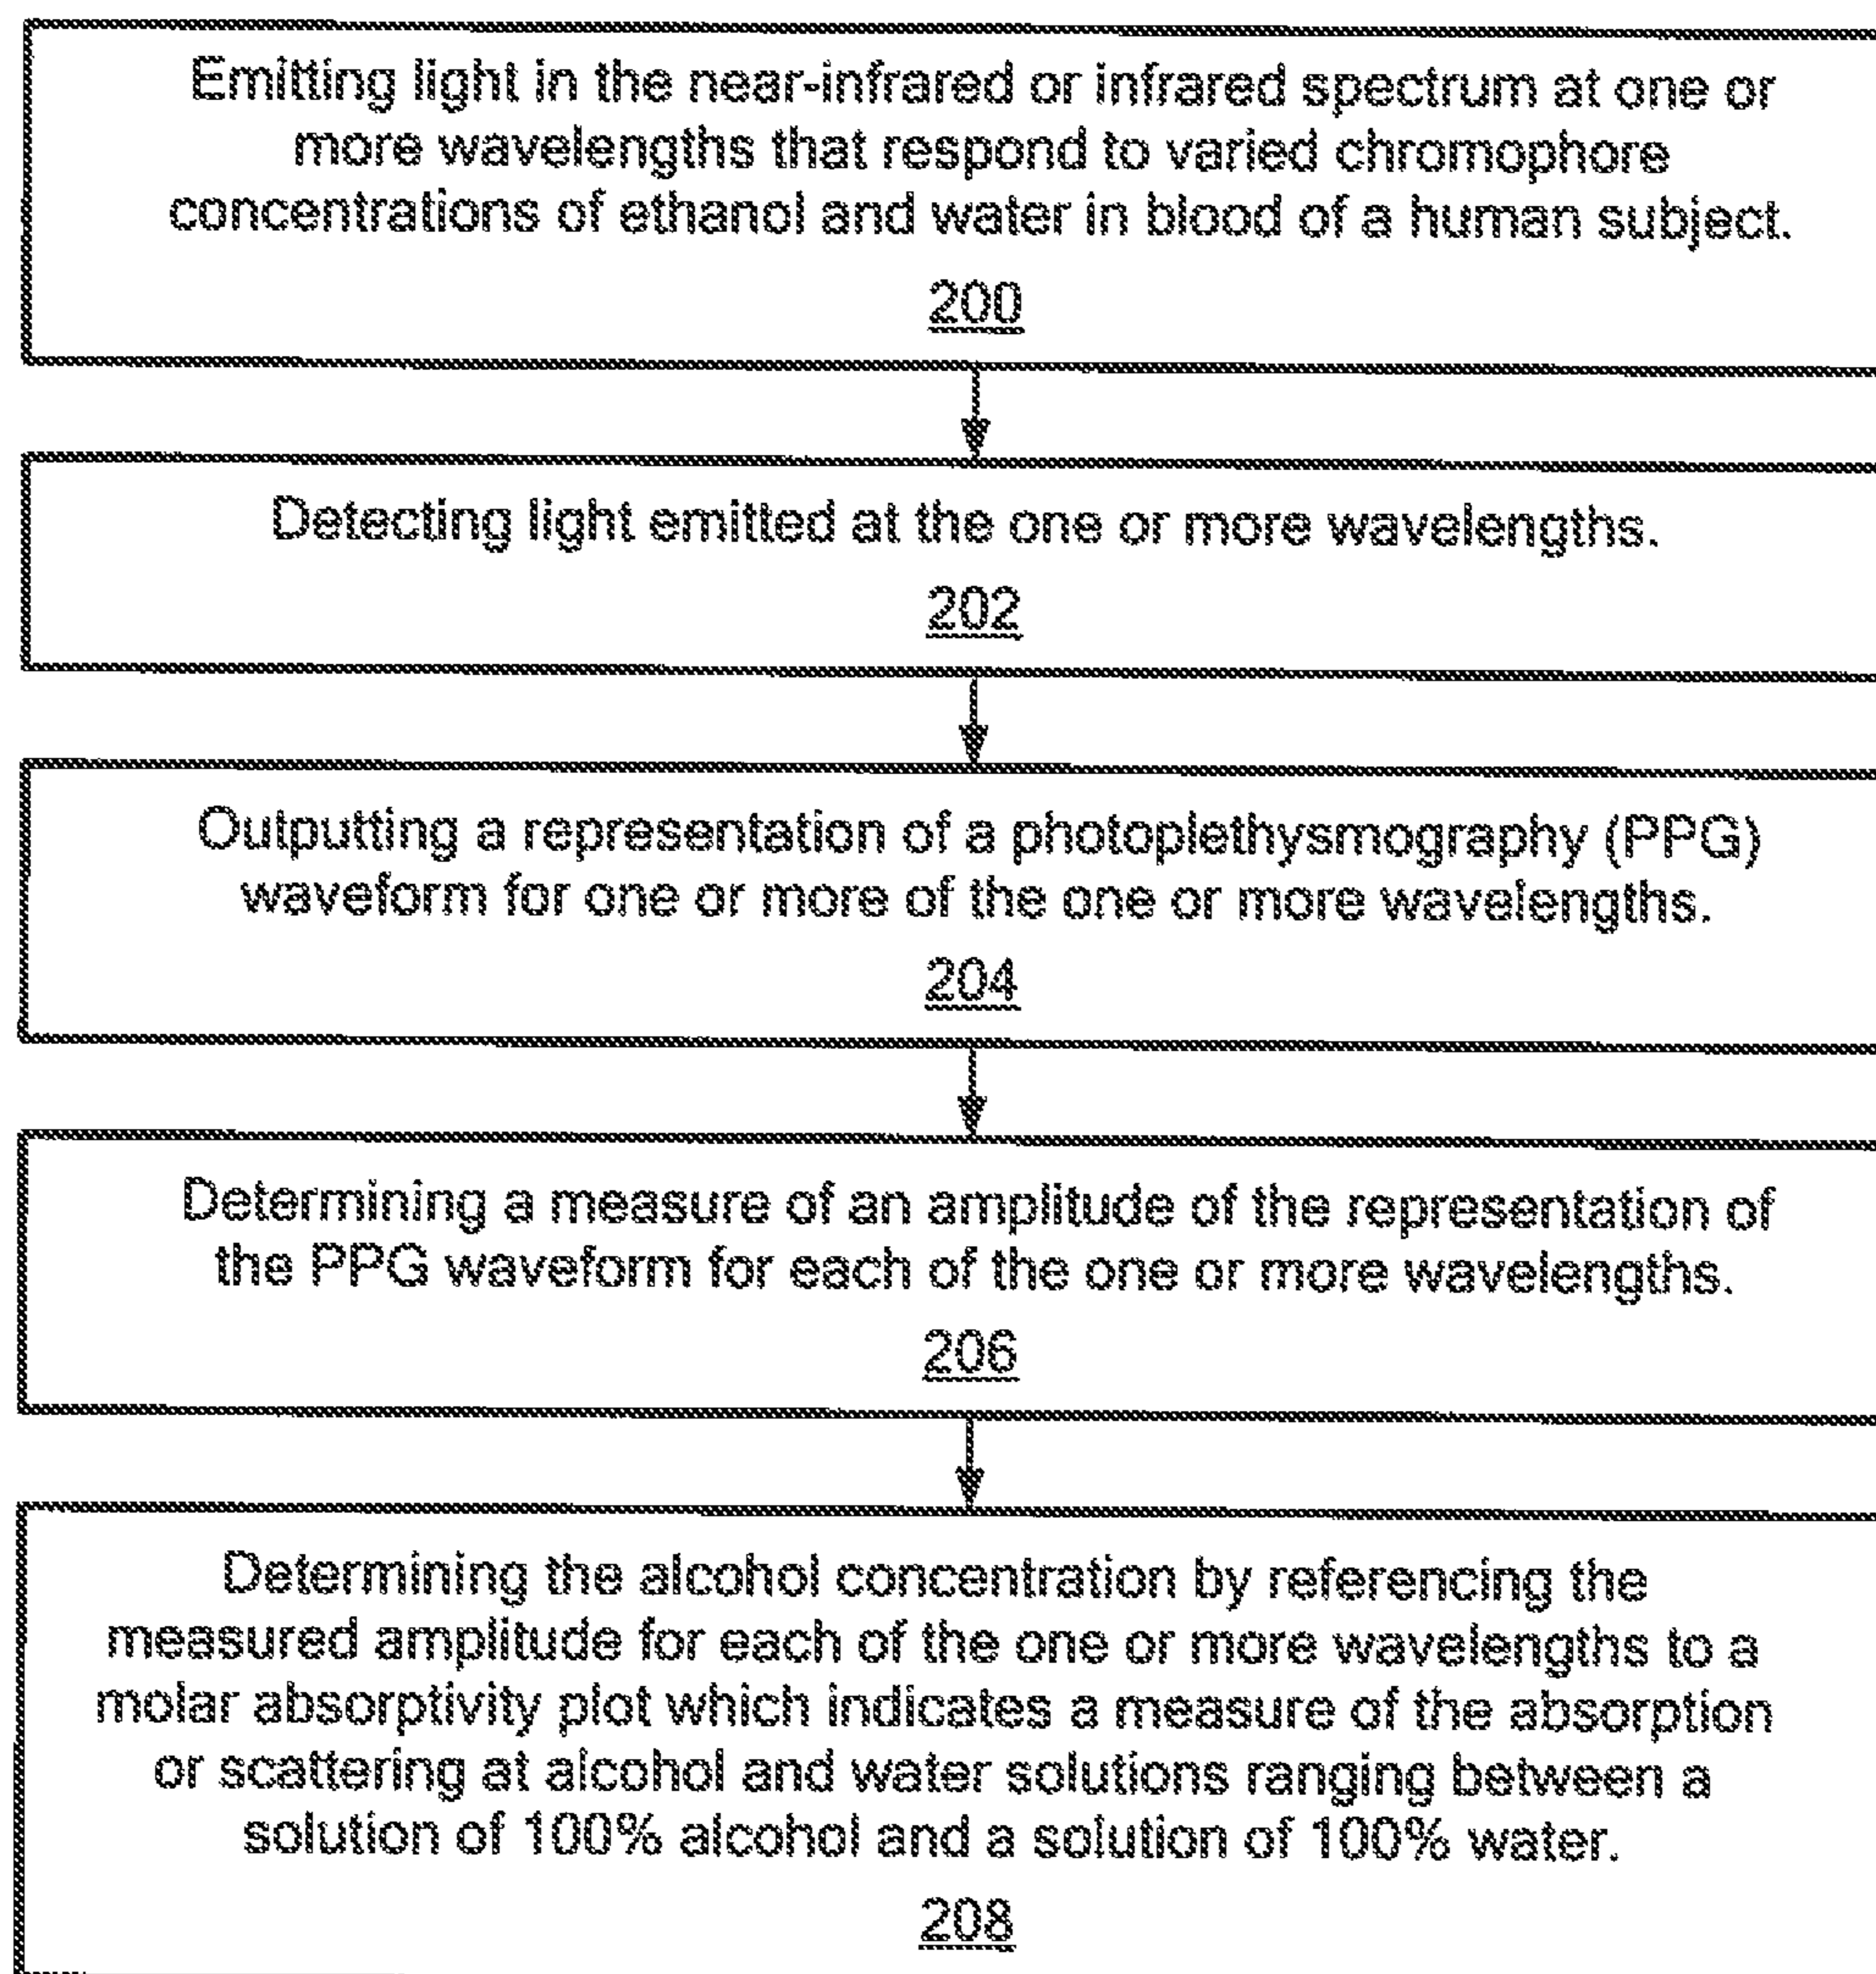 Emitting light in the near-infrared or infrared spectrum at one or
more wavelengths that respond to varied chromophore
concentrations of ethanol and water in blood of a human subject.
200
Detecting light emitted at the one or more wavelengths.
202
Outputting a representation of a photoplethysmography (PPG)
waveform for one or more of the one or more wavelengths.
204
Determining a measure of an amplitude of the representation of
the PPG waveform for each of the one or more wavelengths.
206
Determining the alcohol concentration by referencing the
measured amplitude for each of the one or more wavelengths to a
molar absorptivity plot which indicates a measure of the absorption
or scattering at alcohol and water solutions ranging between a
solution of 100% alcohol and a solution of 100% water.
208